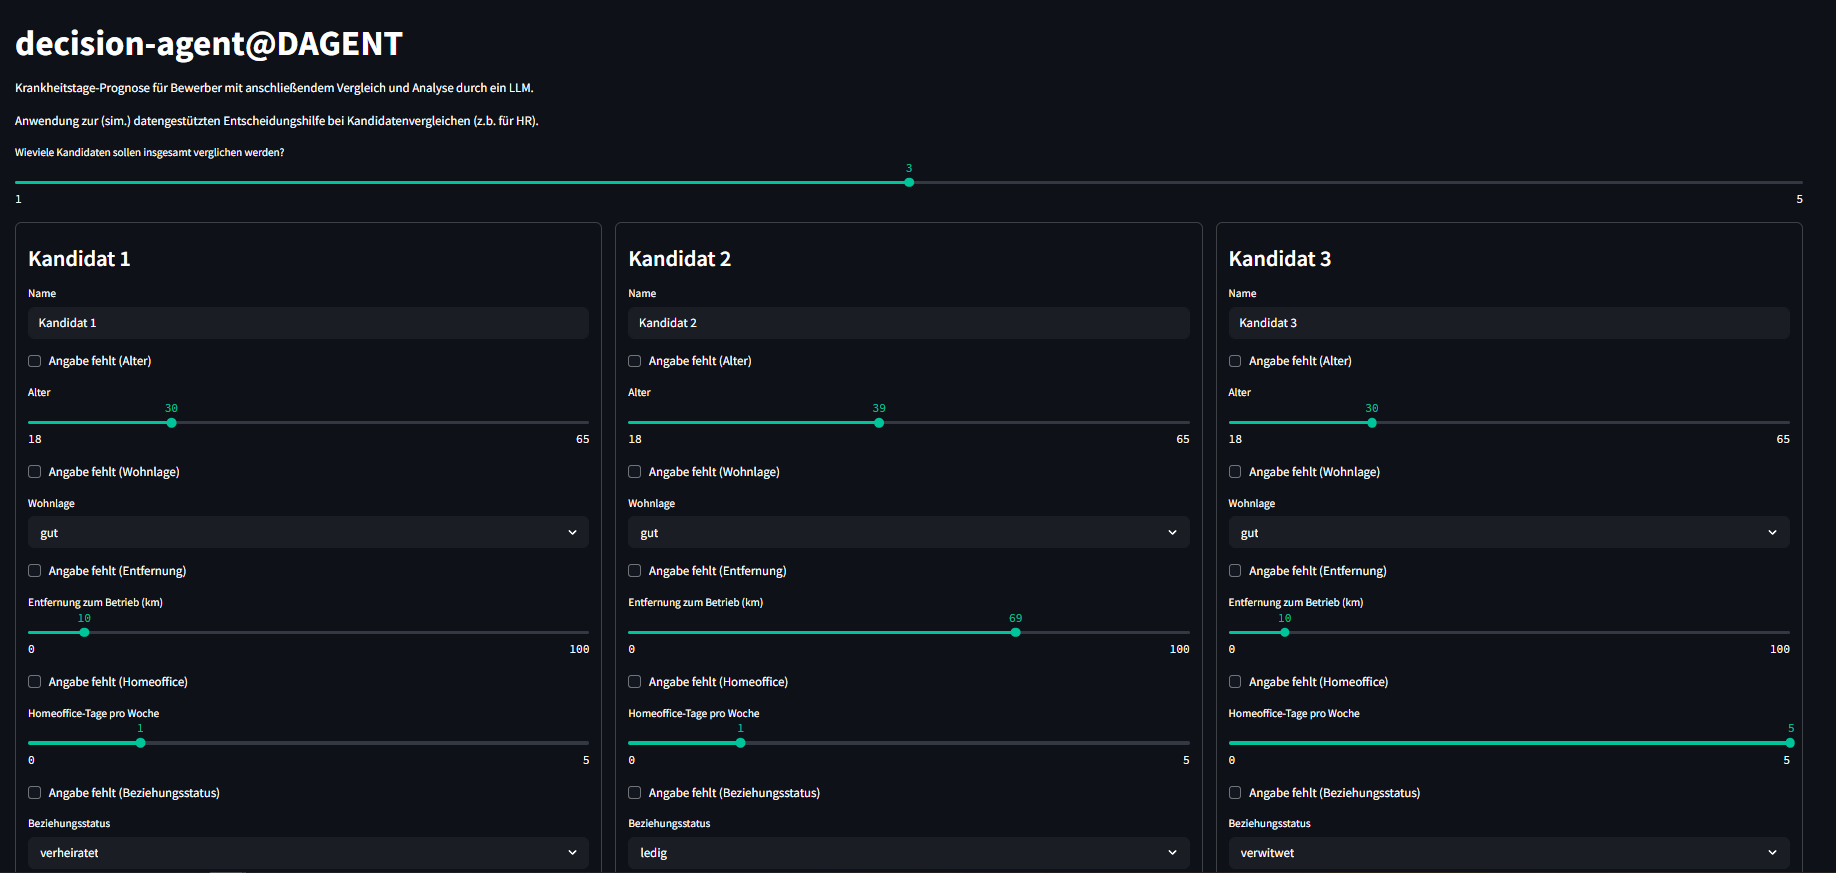 decision-agent@DAGENT
Krankheitstage-Prognose für Bewerber mit anschließendem Vergleich und Analyse durch ein LLM.
Anwendung zur (sim.) datengestützten Entscheidungshilfe bei Kandidatenvergleichen (z.b. für HR).
Wieviele Kandidaten sollen insgesamt verglichen werden?
3
1 5
Kandidat 1
Name
Kandidat 1
Angabe fehlt (Alter)
Alter
30
18 65
Angabe fehlt (Wohnlage)
Wohnlage
gut
Angabe fehlt (Entfernung)
Entfernung zum Betrieb (km)
10
0 100
Angabe fehlt (Homeoffice)
Homeoffice-Tage pro Woche
1
0 5
Angabe fehlt (Beziehungsstatus)
Beziehungsstatus
verheiratet
Kandidat 2
Name
Kandidat 2
Angabe fehlt (Alter)
Alter
39
18 65
Angabe fehlt (Wohnlage)
Wohnlage
gut
Angabe fehlt (Entfernung)
Entfernung zum Betrieb (km)
69
0 100
Angabe fehlt (Homeoffice)
Homeoffice-Tage pro Woche
1
0 5
Angabe fehlt (Beziehungsstatus)
Beziehungsstatus
ledig
Kandidat 3
Name
Kandidat 3
Angabe fehlt (Alter)
Alter
30
18 65
Angabe fehlt (Wohnlage)
Wohnlage
gut
Angabe fehlt (Entfernung)
Entfernung zum Betrieb (km)
10
0 100
Angabe fehlt (Homeoffice)
Homeoffice-Tage pro Woche
5
0 5
Angabe fehlt (Beziehungsstatus)
Beziehungsstatus
verwitwet